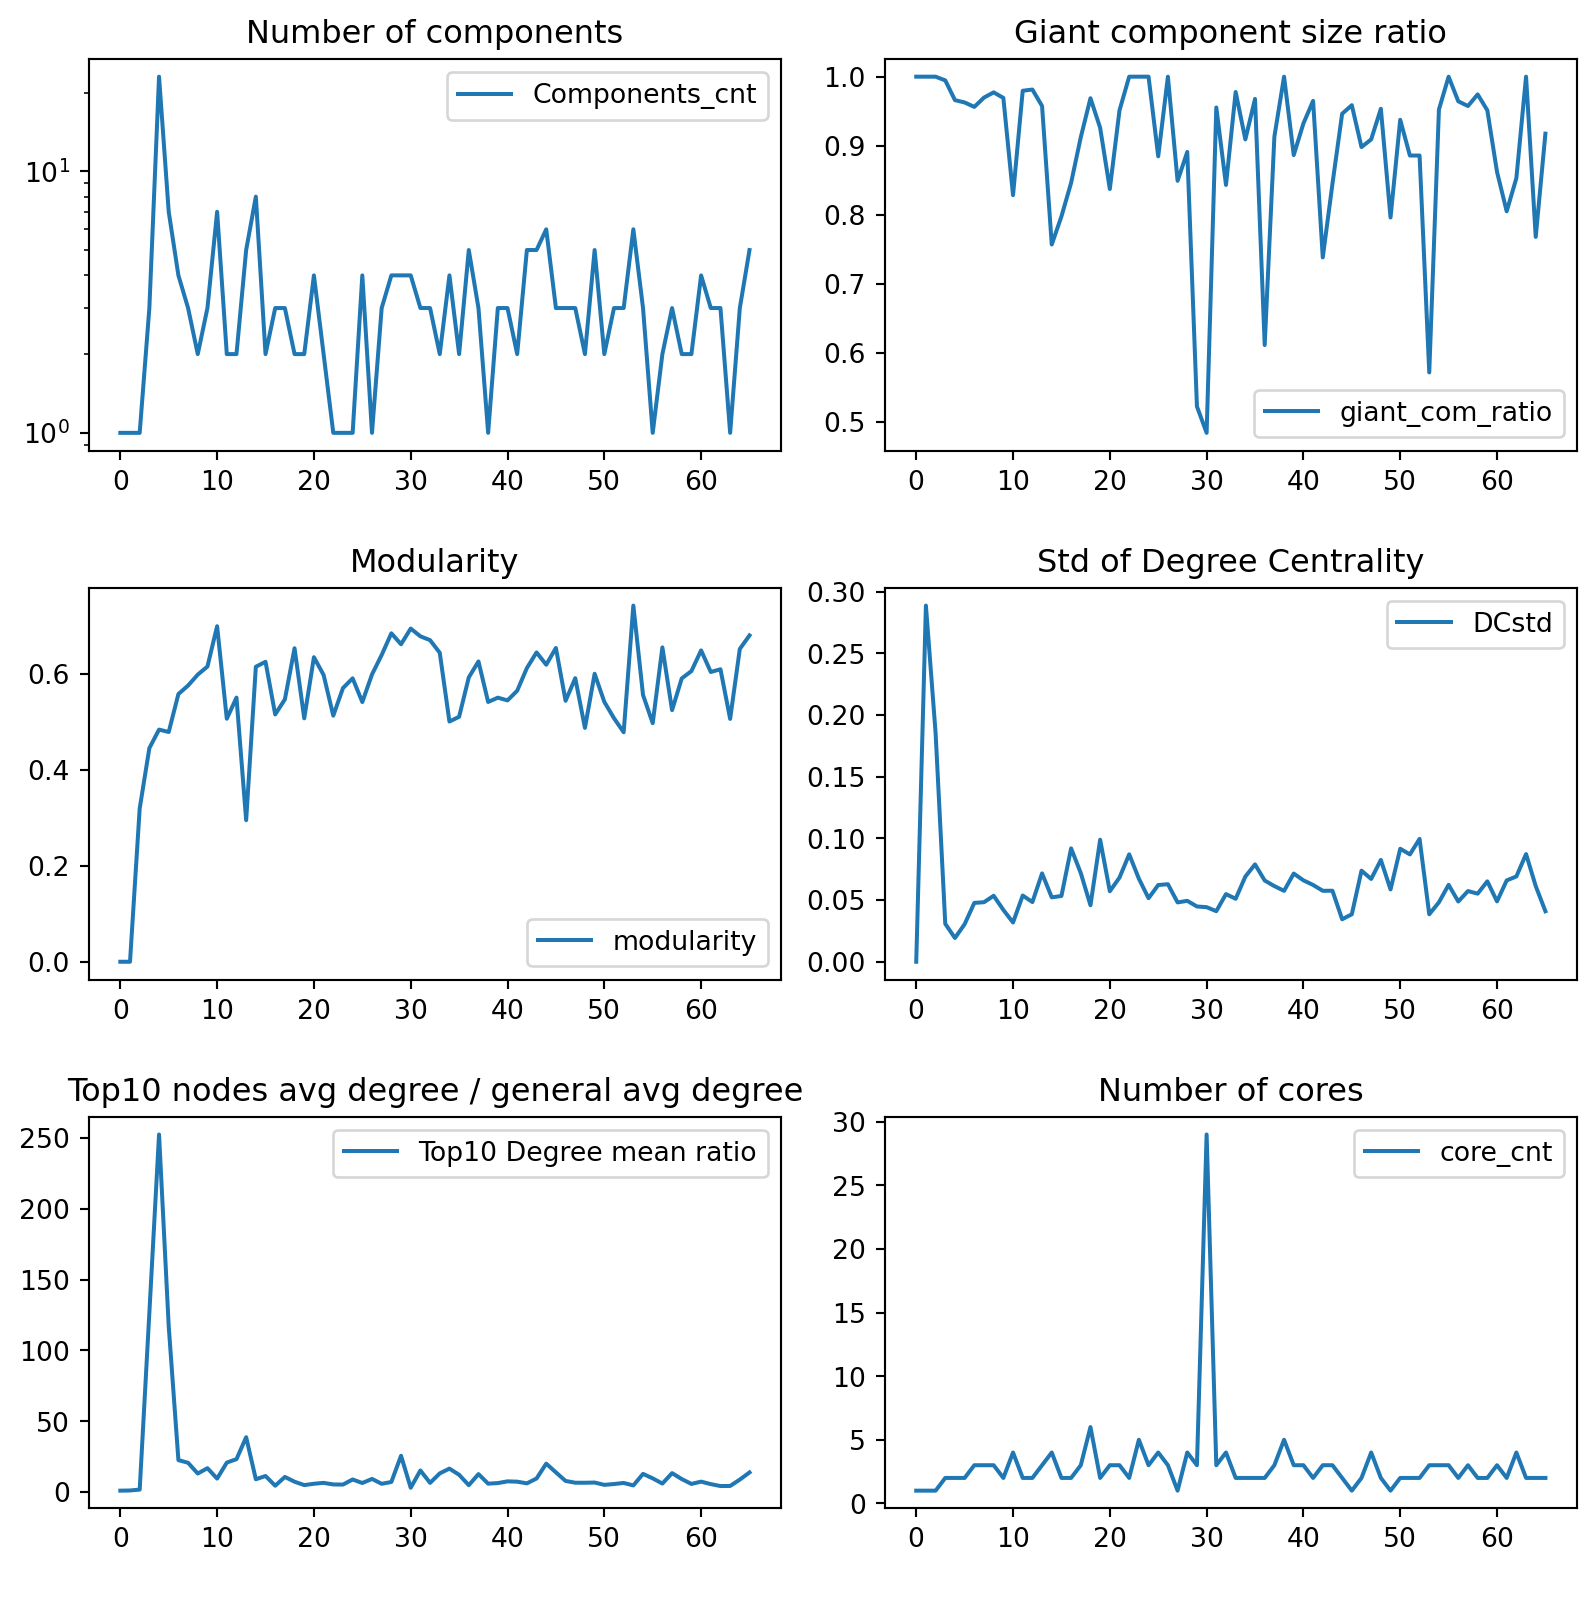 Number of components
Components_cnt
10¹
10⁰
0 10 20 30 40 50 60
Giant component size ratio
1.0
0.9
0.8
0.7
0.6
0.5
giant_com_ratio
0 10 20 30 40 50 60
Modularity
0.6
0.4
0.2
0.0
modularity
0 10 20 30 40 50 60
Std of Degree Centrality
DCstd
0.30
0.25
0.20
0.15
0.10
0.05
0.00
0 10 20 30 40 50 60
Top10 nodes avg degree / general avg degree
Top10 Degree mean ratio
250
200
150
100
50
0
0 10 20 30 40 50 60
Number of cores
core_cnt
30
25
20
15
10
5
0
0 10 20 30 40 50 60